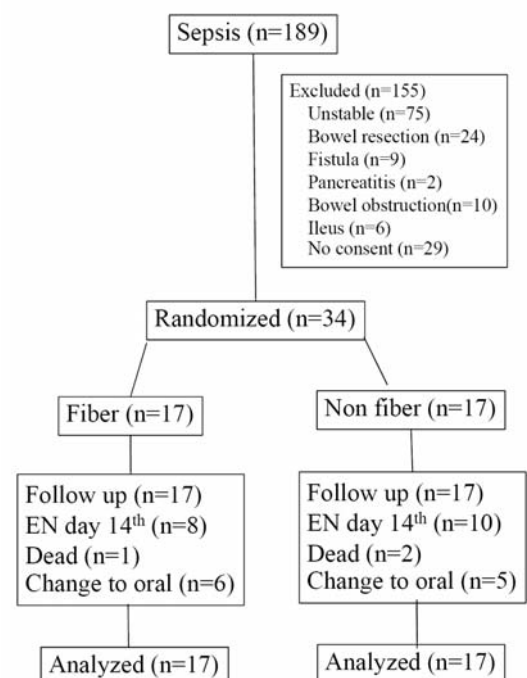 Sepsis (n=189)
Excluded (n=155)
Unstable (n=75)
Bowel resection (n=24)
Fistula (n=9)
Pancreatitis (n=2)
Bowel obstruction(n=10)
Ileus (n=6)
No consent (n=29)
Randomized (n=34)
Fiber (n=17)
Non fiber (n=17)
Follow up (n=17)
EN day 14th (n=8)
Dead (n=1)
Change to oral (n=6)
Follow up (n=17)
EN day 14th (n=10)
Dead (n=2)
Change to oral (n=5)
Analyzed (n=17)
Analyzed (n=17)